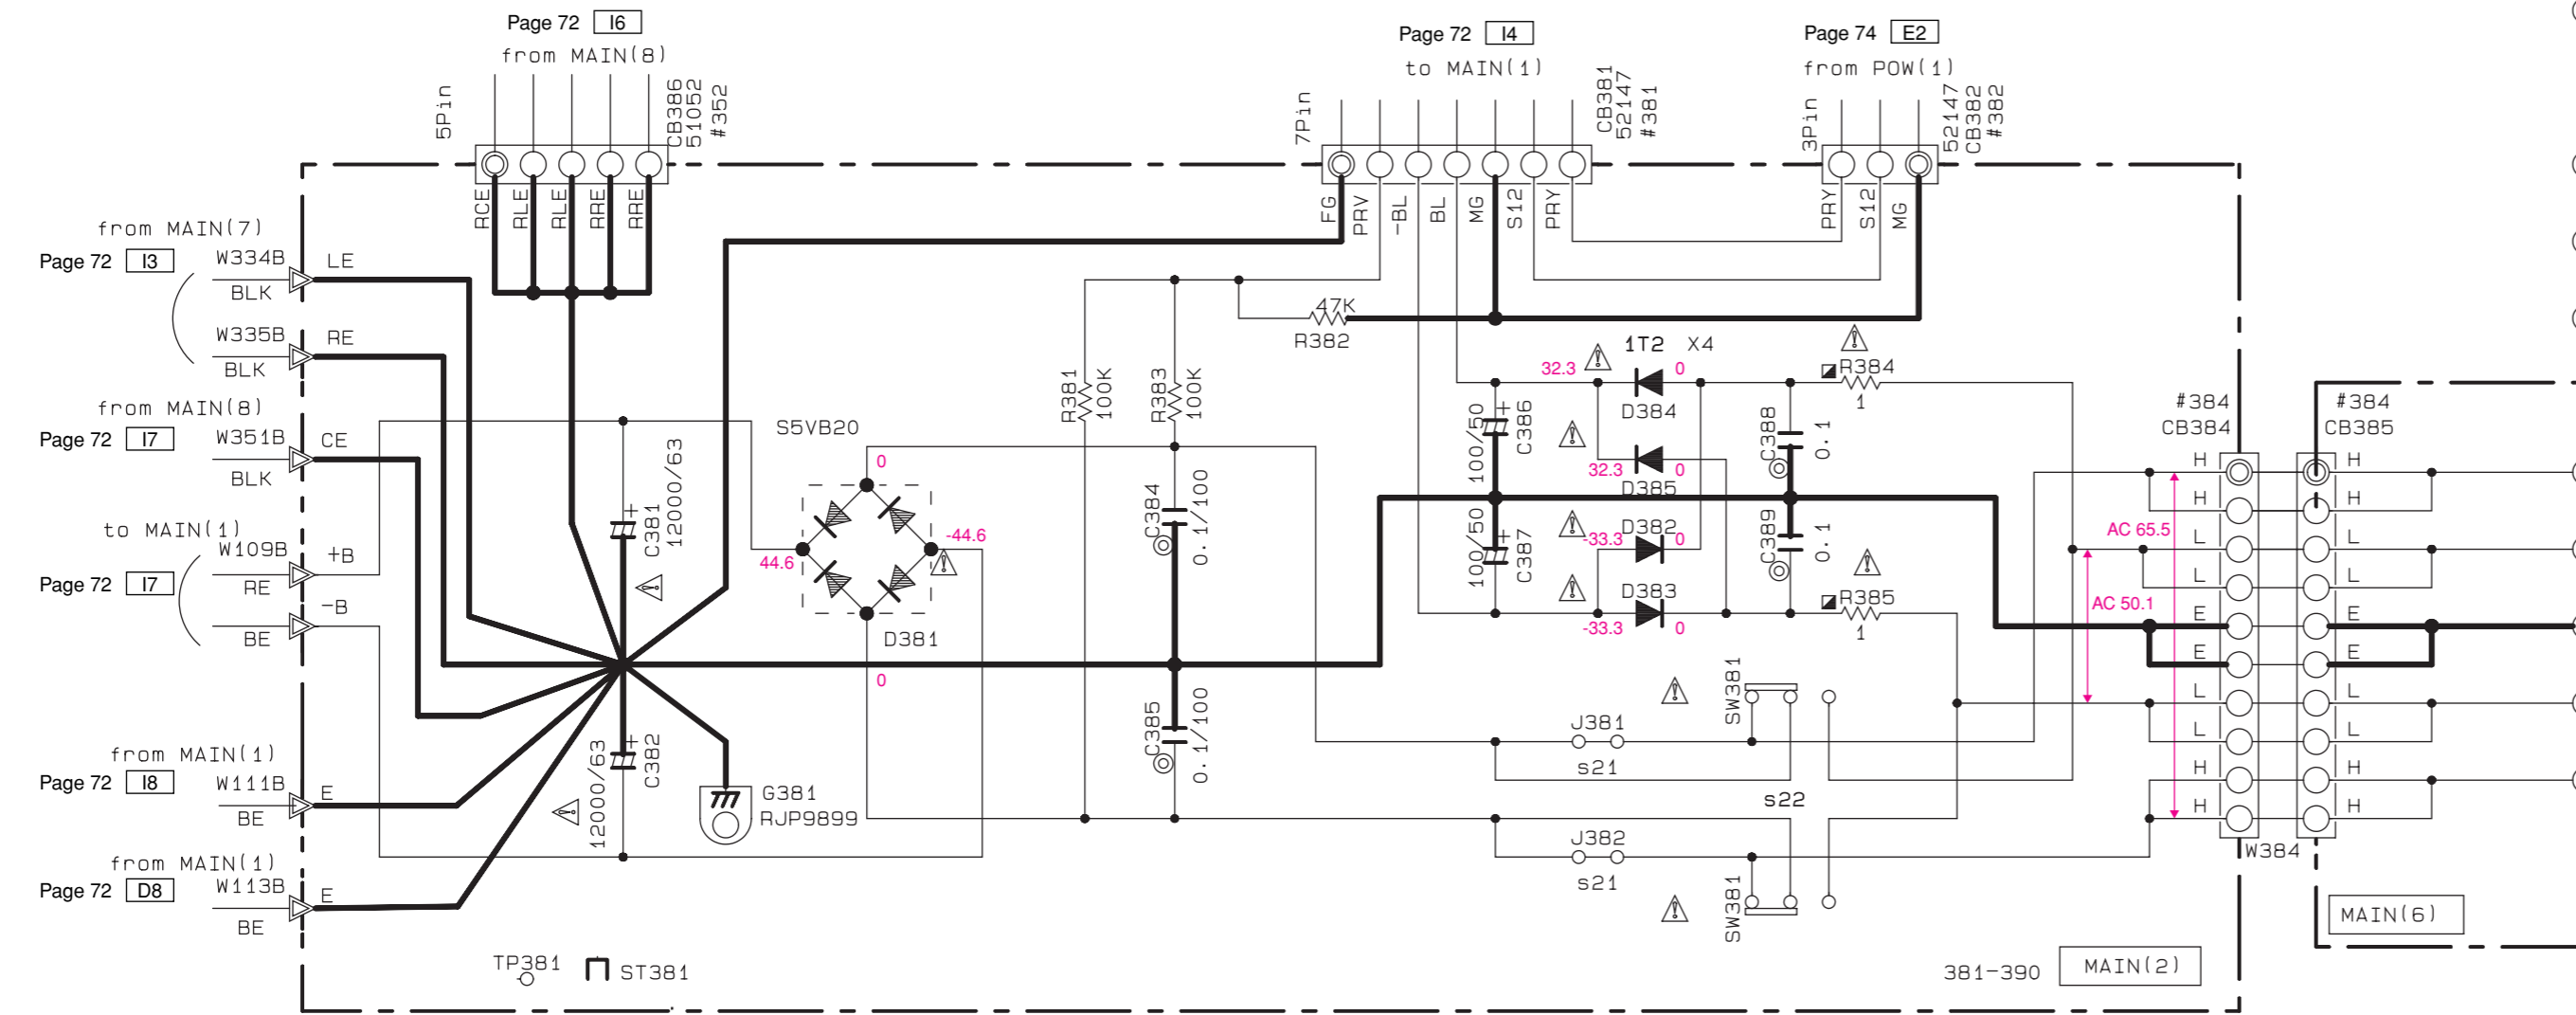 Page 72 I6
from MAIN(8)
5Pin
CB386
51052
#352
RCE
RLE
RLE
RRE
RRE
Page 72 I4
to MAIN(1)
7Pin
CB381
52147
#381
FG
PRV
-BL
BL
MG
S12
PRY
Page 74 E2
from POW(1)
3Pin
52147
CB382
#382
PRY
S12
MG
from MAIN(7)
Page 72 I3
W334B
BLK
LE
W335B
BLK
RE
from MAIN(8)
Page 72 I7
W351B
BLK
CE
to MAIN(1)
Page 72 I7
W109B
RE
+B
-B
BE
from MAIN(1)
Page 72 I8
W111B
BE
E
from MAIN(1)
Page 72 D8
W113B
BE
E
+
C381
12000/63
+
C382
12000/63
S5VB20
0
44.6
-44.6
D381
0
G381
RJP9899
R381
100K
R383
100K
47K
R382
C384
0.1/100
C385
0.1/100
1T2 X4
32.3
0
D384
32.3
0
D385
D382
-33.3
0
D383
-33.3
0
100/50
+
C386
100/50
+
C387
C388
0.1
C389
0.1
R384
1
R385
1
SW381
J381
s21
s22
J382
s21
SW381
AC 65.5
AC 50.1
#384
CB384
H
H
L
L
E
E
L
L
H
H
#384
CB385
H
H
L
L
E
E
L
L
H
H
W384
MAIN(6)
TP381
ST381
381-390
MAIN(2)